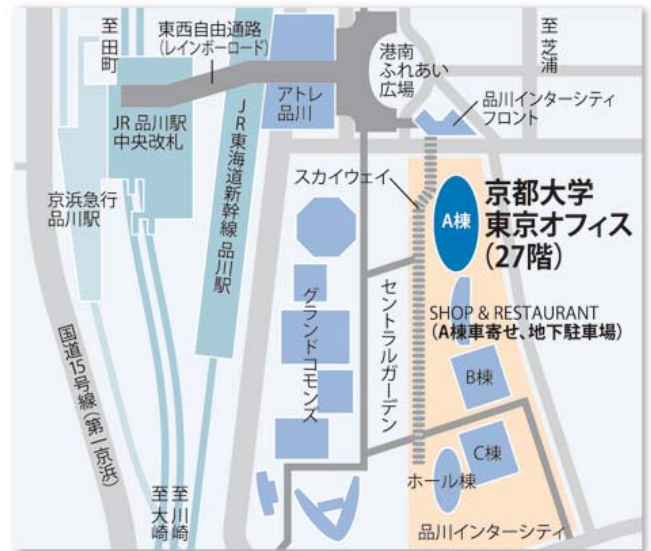 至田町
東西自由通路
(レインボーロード)
港南
ふれあい
広場
至芝浦
JR 品川駅
中央改札
アトレ
品川
品川インターシティ
フロント
京浜急行
品川駅
JR東海道新幹線 品川駅
スカイウェイ
A棟
京都大学
東京オフィス
(27階)
グランドコモンズ
セントラルガーデン
SHOP & RESTAURANT
(A棟車寄せ、地下駐車場)
B棟
国道15号線(第一京浜)
C棟
ホール棟
至大崎
至川崎
品川インターシティ